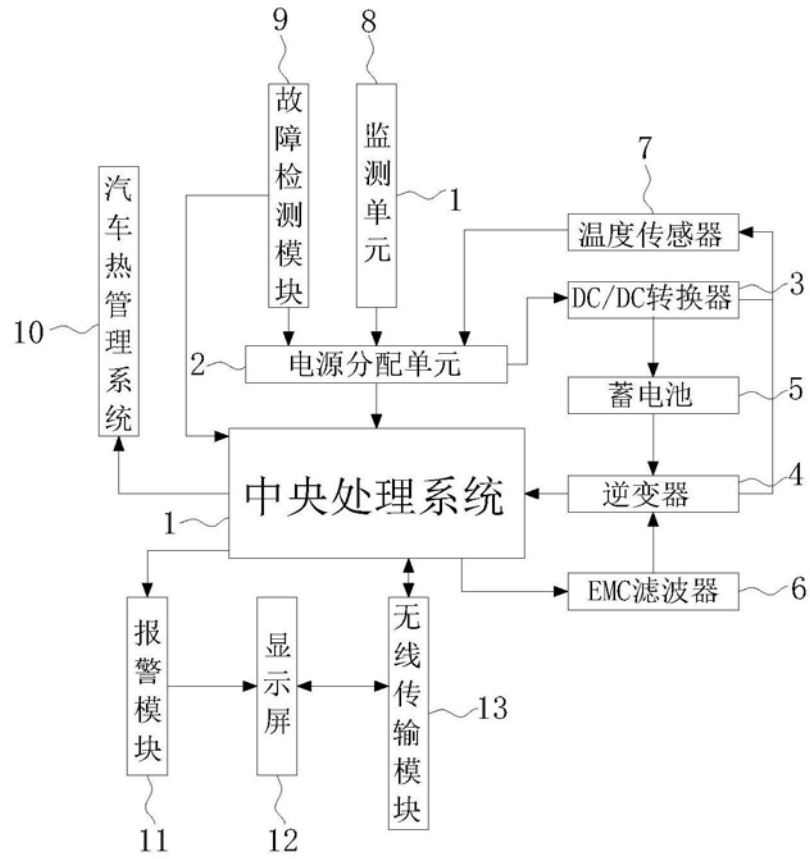 9
8
故障检测模块
监测单元
1
7
温度传感器
汽车热管理系统
10
3
DC/DC转换器
2
电源分配单元
蓄电池
5
中央处理系统
1
逆变器
4
EMC滤波器
6
报警模块
显示屏
无线传输模块
13
11
12